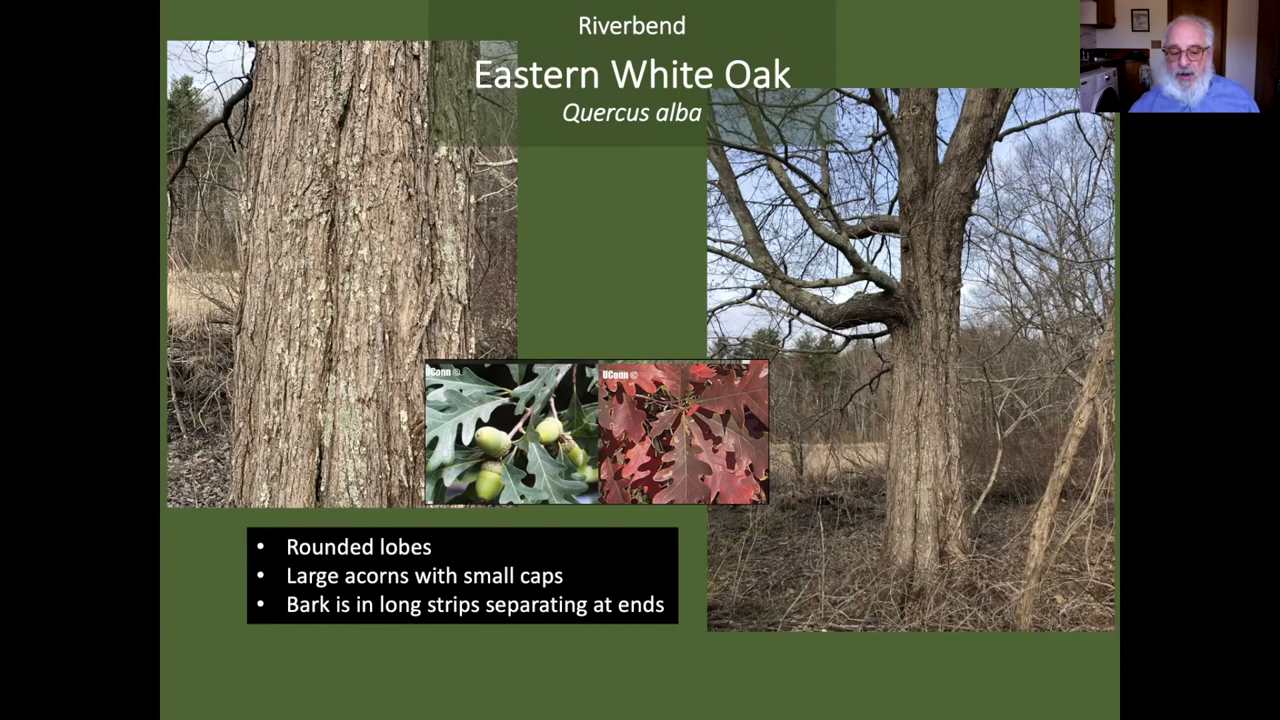 Riverbend
Eastern White Oak
Quercus alba
UConn ©
UConn ©
• Rounded lobes
• Large acorns with small caps
• Bark is in long strips separating at ends